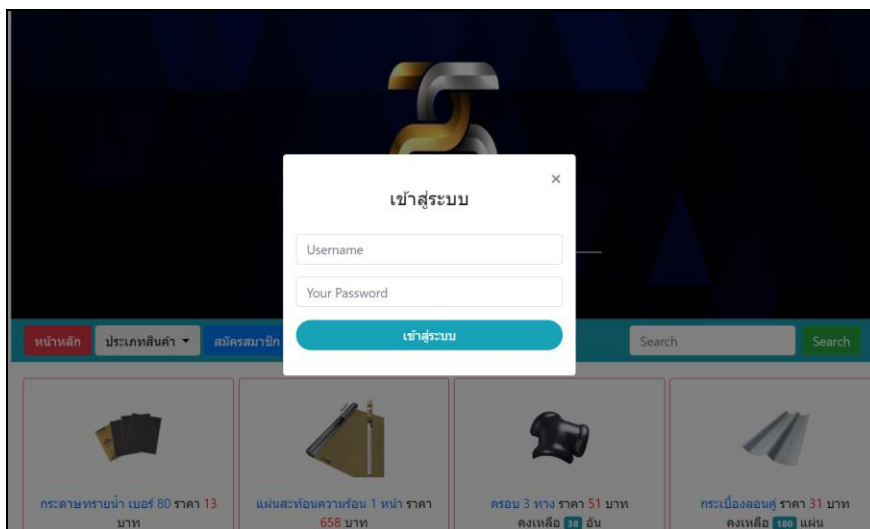 ×
เข้าสู่ระบบ
Username
Your Password
เข้าสู่ระบบ
หน้าหลัก ประเภทสินค้า สมัครสมาชิก Search Search
กระดาษทรายน้ำ เบอร์ 80 ราคา 13
บาท
แผ่นสะท้อนความร้อน 1 หน้า ราคา
658 บาท
ครอบ 3 ทาง ราคา 51 บาท
คงเหลือ 38 อัน
กระเบื้องลอนคู่ ราคา 31 บาท
คงเหลือ 180 แผ่น